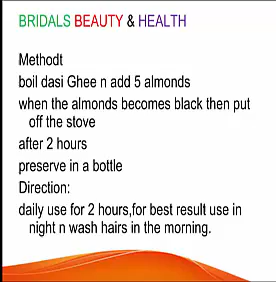 BRIDALS BEAUTY & HEALTH
Methodt
boil dasi Ghee n add 5 almonds
when the almonds becomes black then put
off the stove
after 2 hours
preserve in a bottle
Direction:
daily use for 2 hours,for best result use in
night n wash hairs in the morning.